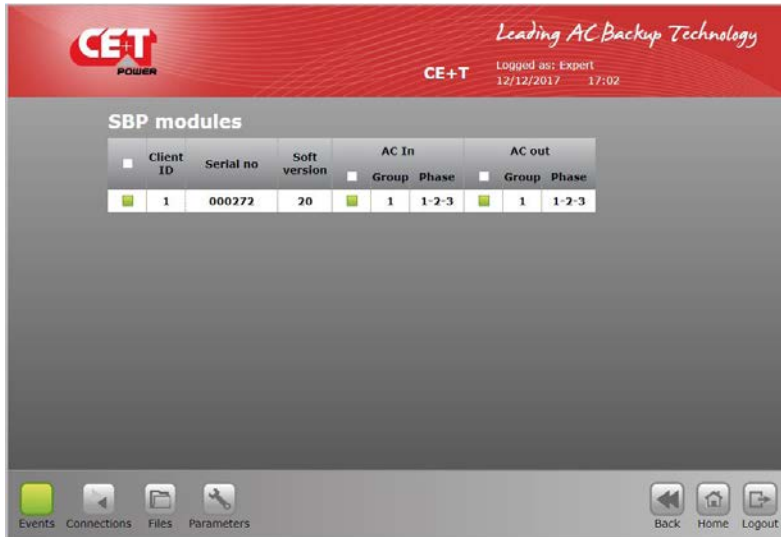 CE+T
POWER
Leading AC Backup Technology
CE+T
Logged as: Expert
12/12/2017 17:02
SBP modules
Client ID Serial no Soft version AC In AC out
Group Phase Group Phase
1 000272 20 1 1-2-3 1 1-2-3
Events Connections Files Parameters Back Home Logout